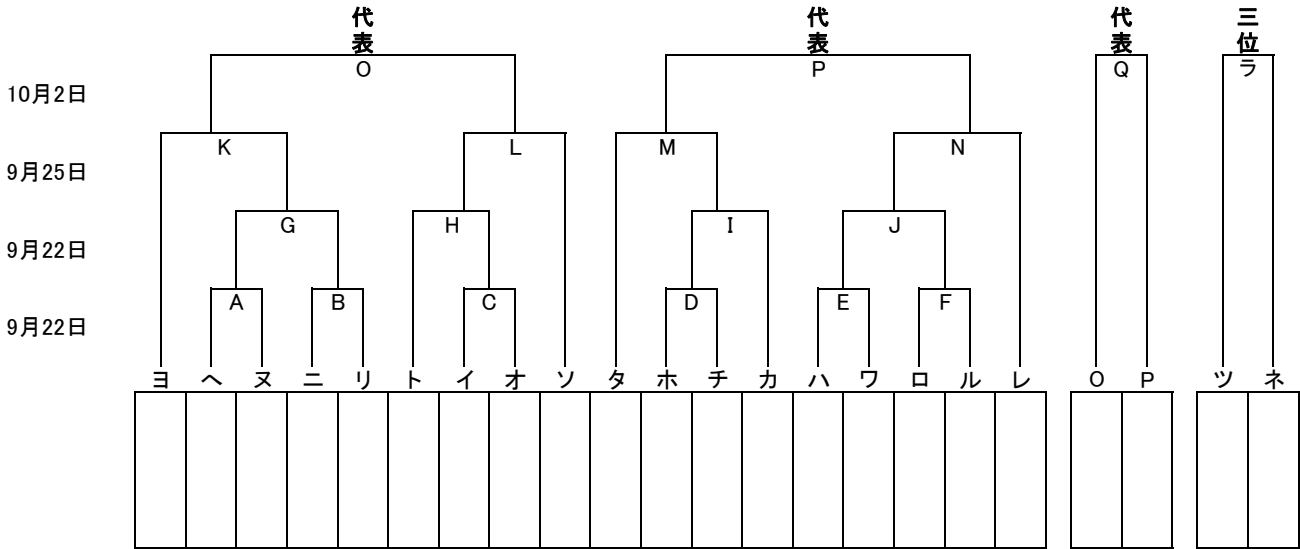 代表 代表 代表 三位
O P Q ラ
10月2日
K L M N
9月25日
G H I J
9月22日
A B C D E F
9月22日
ヨ ヘ ヌ ニ リ ト イ オ ソ タ ホ チ カ ハ ワ ロ ル レ O P ツ ネ